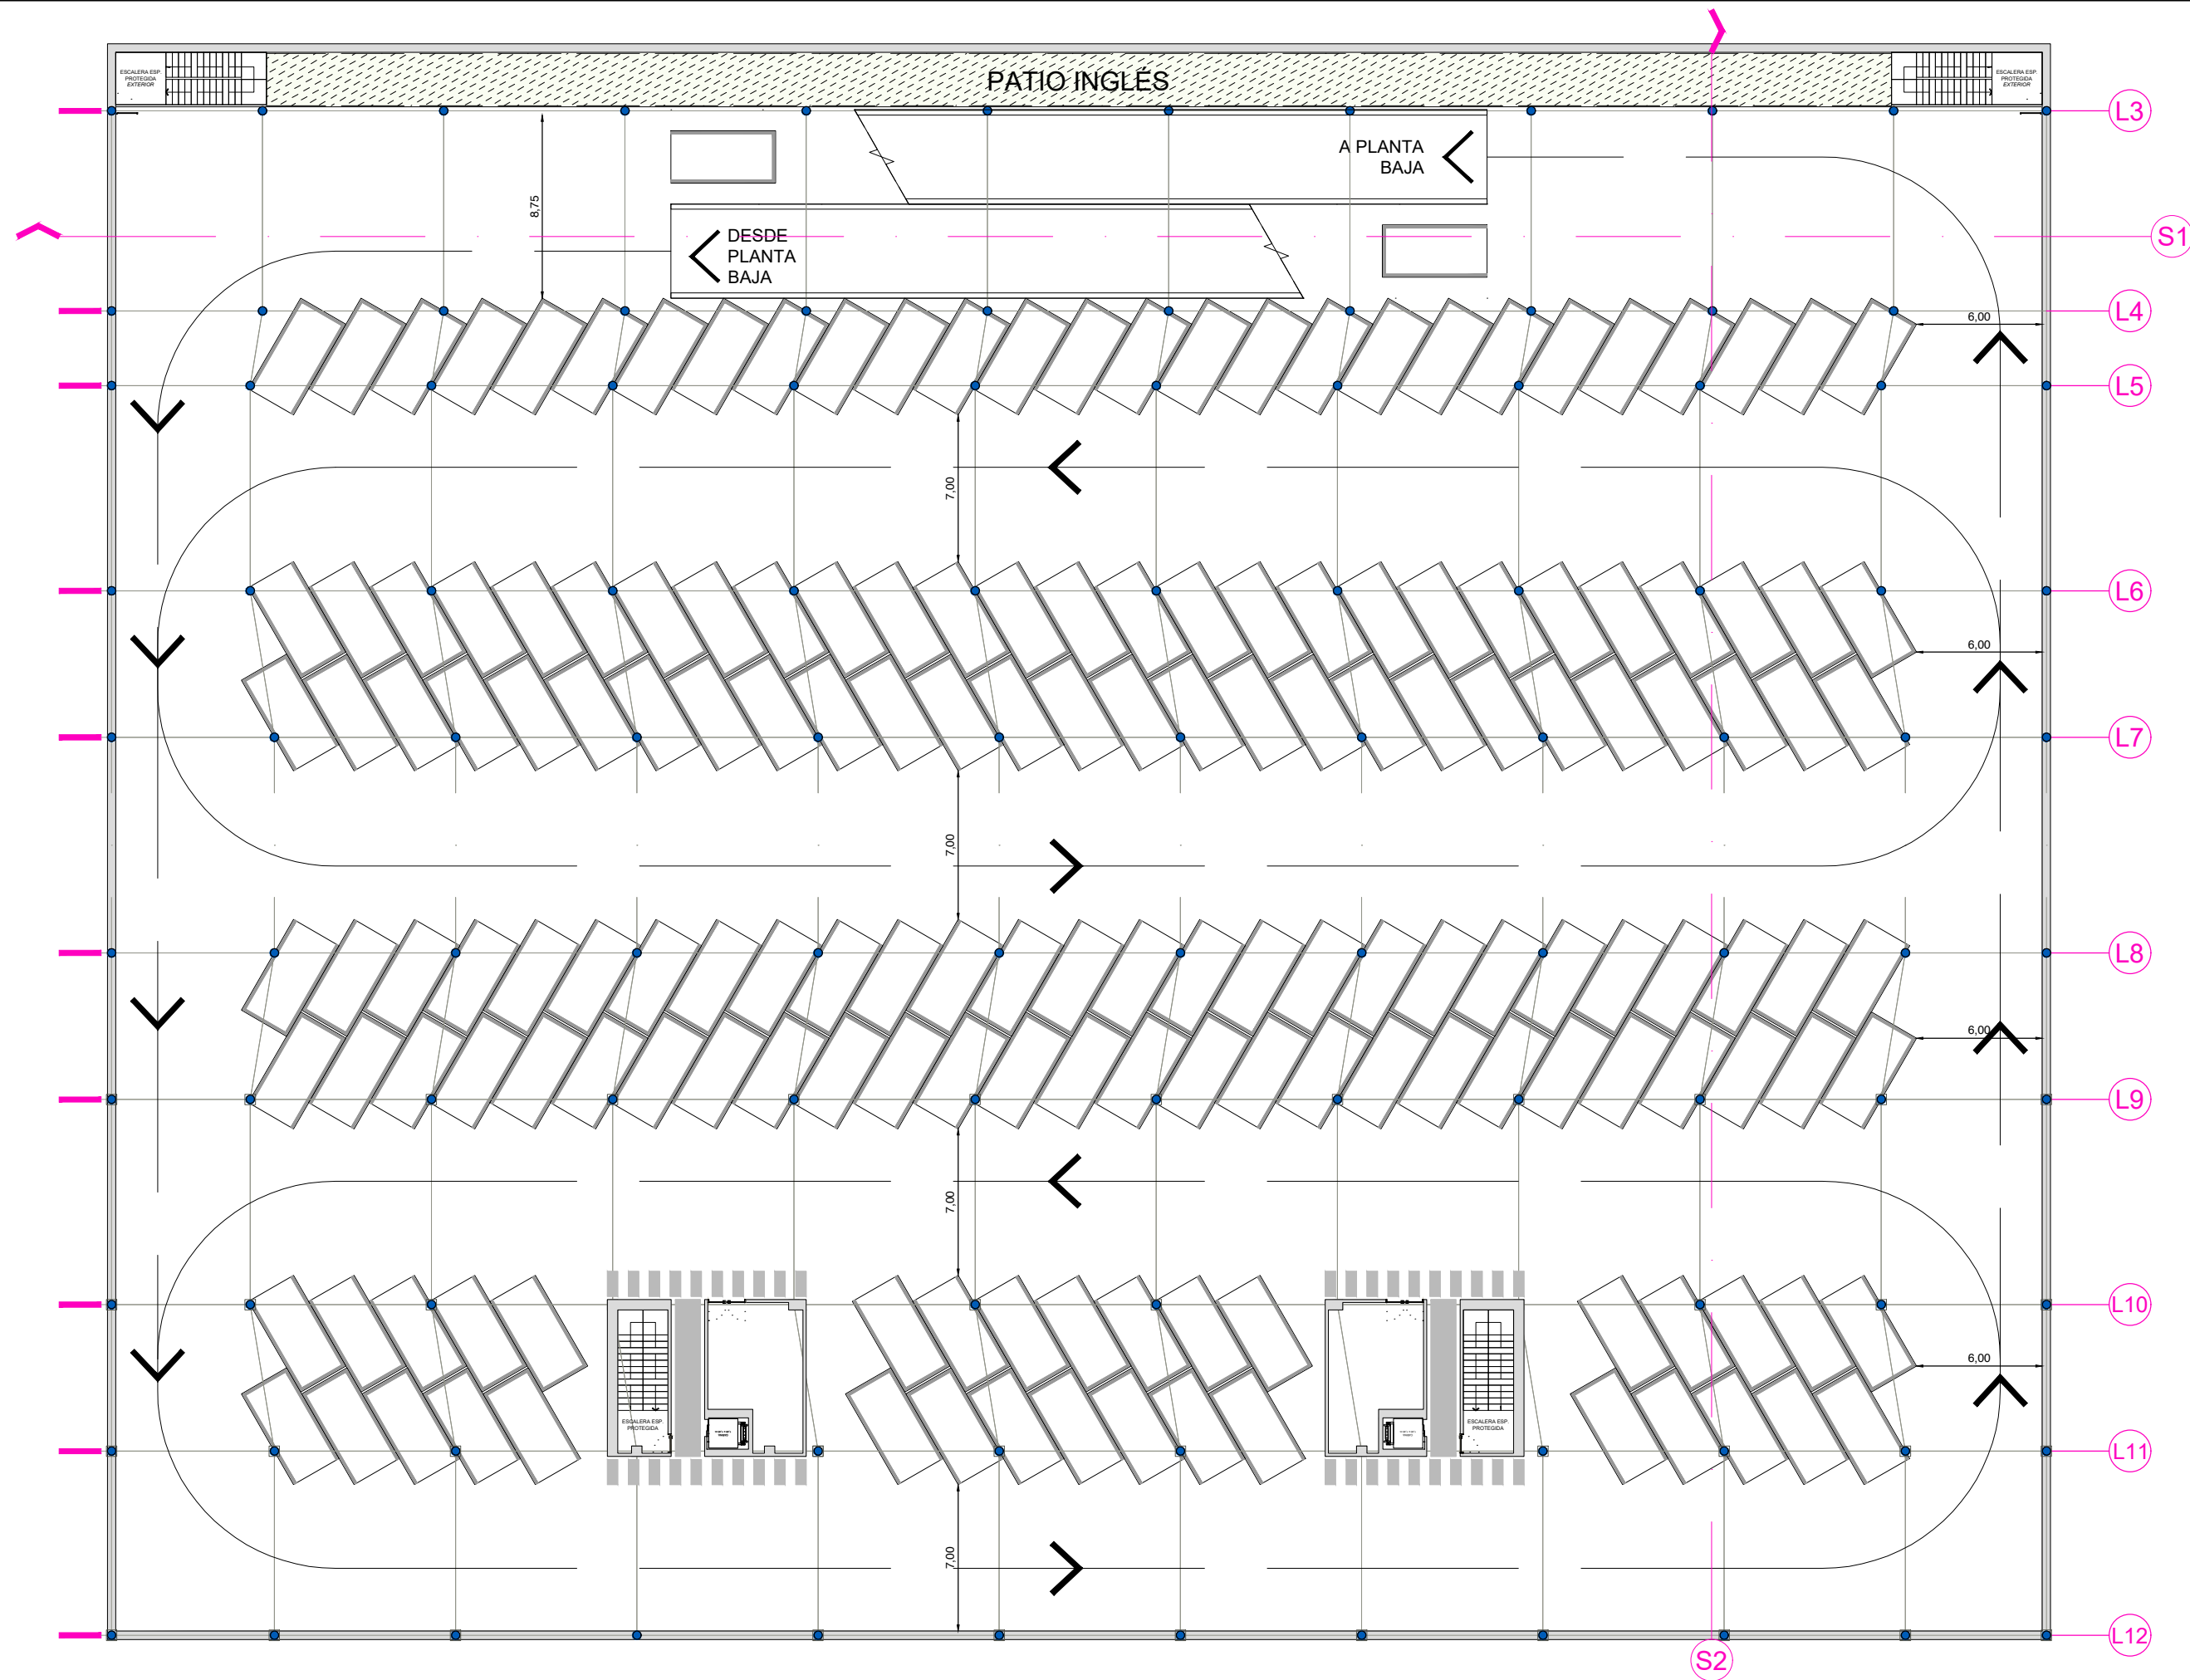 ESCALERA ESP.
PROTEGIDA
EXTERIOR
PATIO INGLÉS
ESCALERA ESP.
PROTEGIDA
EXTERIOR
L3
A PLANTA
BAJA
8,75
DESDE
PLANTA
BAJA
S1
L4
6,00
L5
7,00
L6
6,00
L7
7,00
L8
6,00
L9
7,00
L10
6,00
ESCALERA ESP.
PROTEGIDA
ESCALERA ESP.
PROTEGIDA
L11
7,00
L12
S2